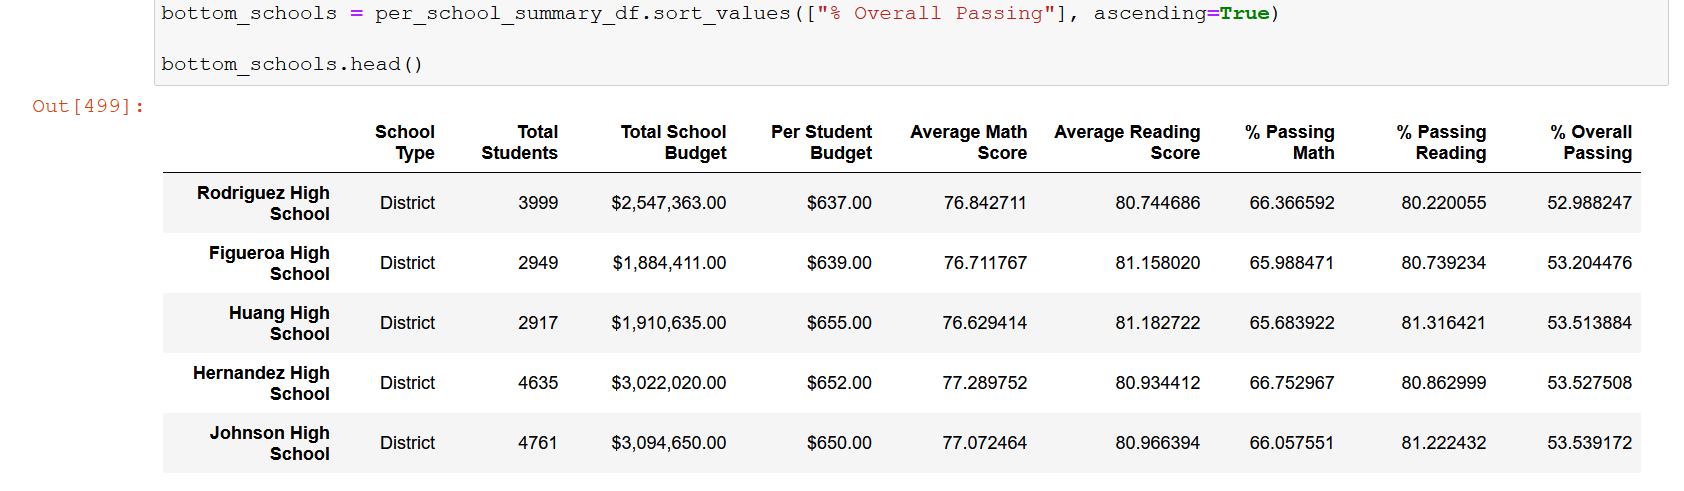 bottom_schools = per_school_summary_df.sort_values(["% Overall Passing"], ascending=True)
bottom_schools.head()
Out[499]:
School Type Total Students Total School Budget Per Student Budget Average Math Score Average Reading Score % Passing Math % Passing Reading % Overall Passing
Rodriguez High School District 3999 $2,547,363.00 $637.00 76.842711 80.744686 66.366592 80.220055 52.988247
Figueroa High School District 2949 $1,884,411.00 $639.00 76.711767 81.158020 65.988471 80.739234 53.204476
Huang High School District 2917 $1,910,635.00 $655.00 76.629414 81.182722 65.683922 81.316421 53.513884
Hernandez High School District 4635 $3,022,020.00 $652.00 77.289752 80.934412 66.752967 80.862999 53.527508
Johnson High School District 4761 $3,094,650.00 $650.00 77.072464 80.966394 66.057551 81.222432 53.539172